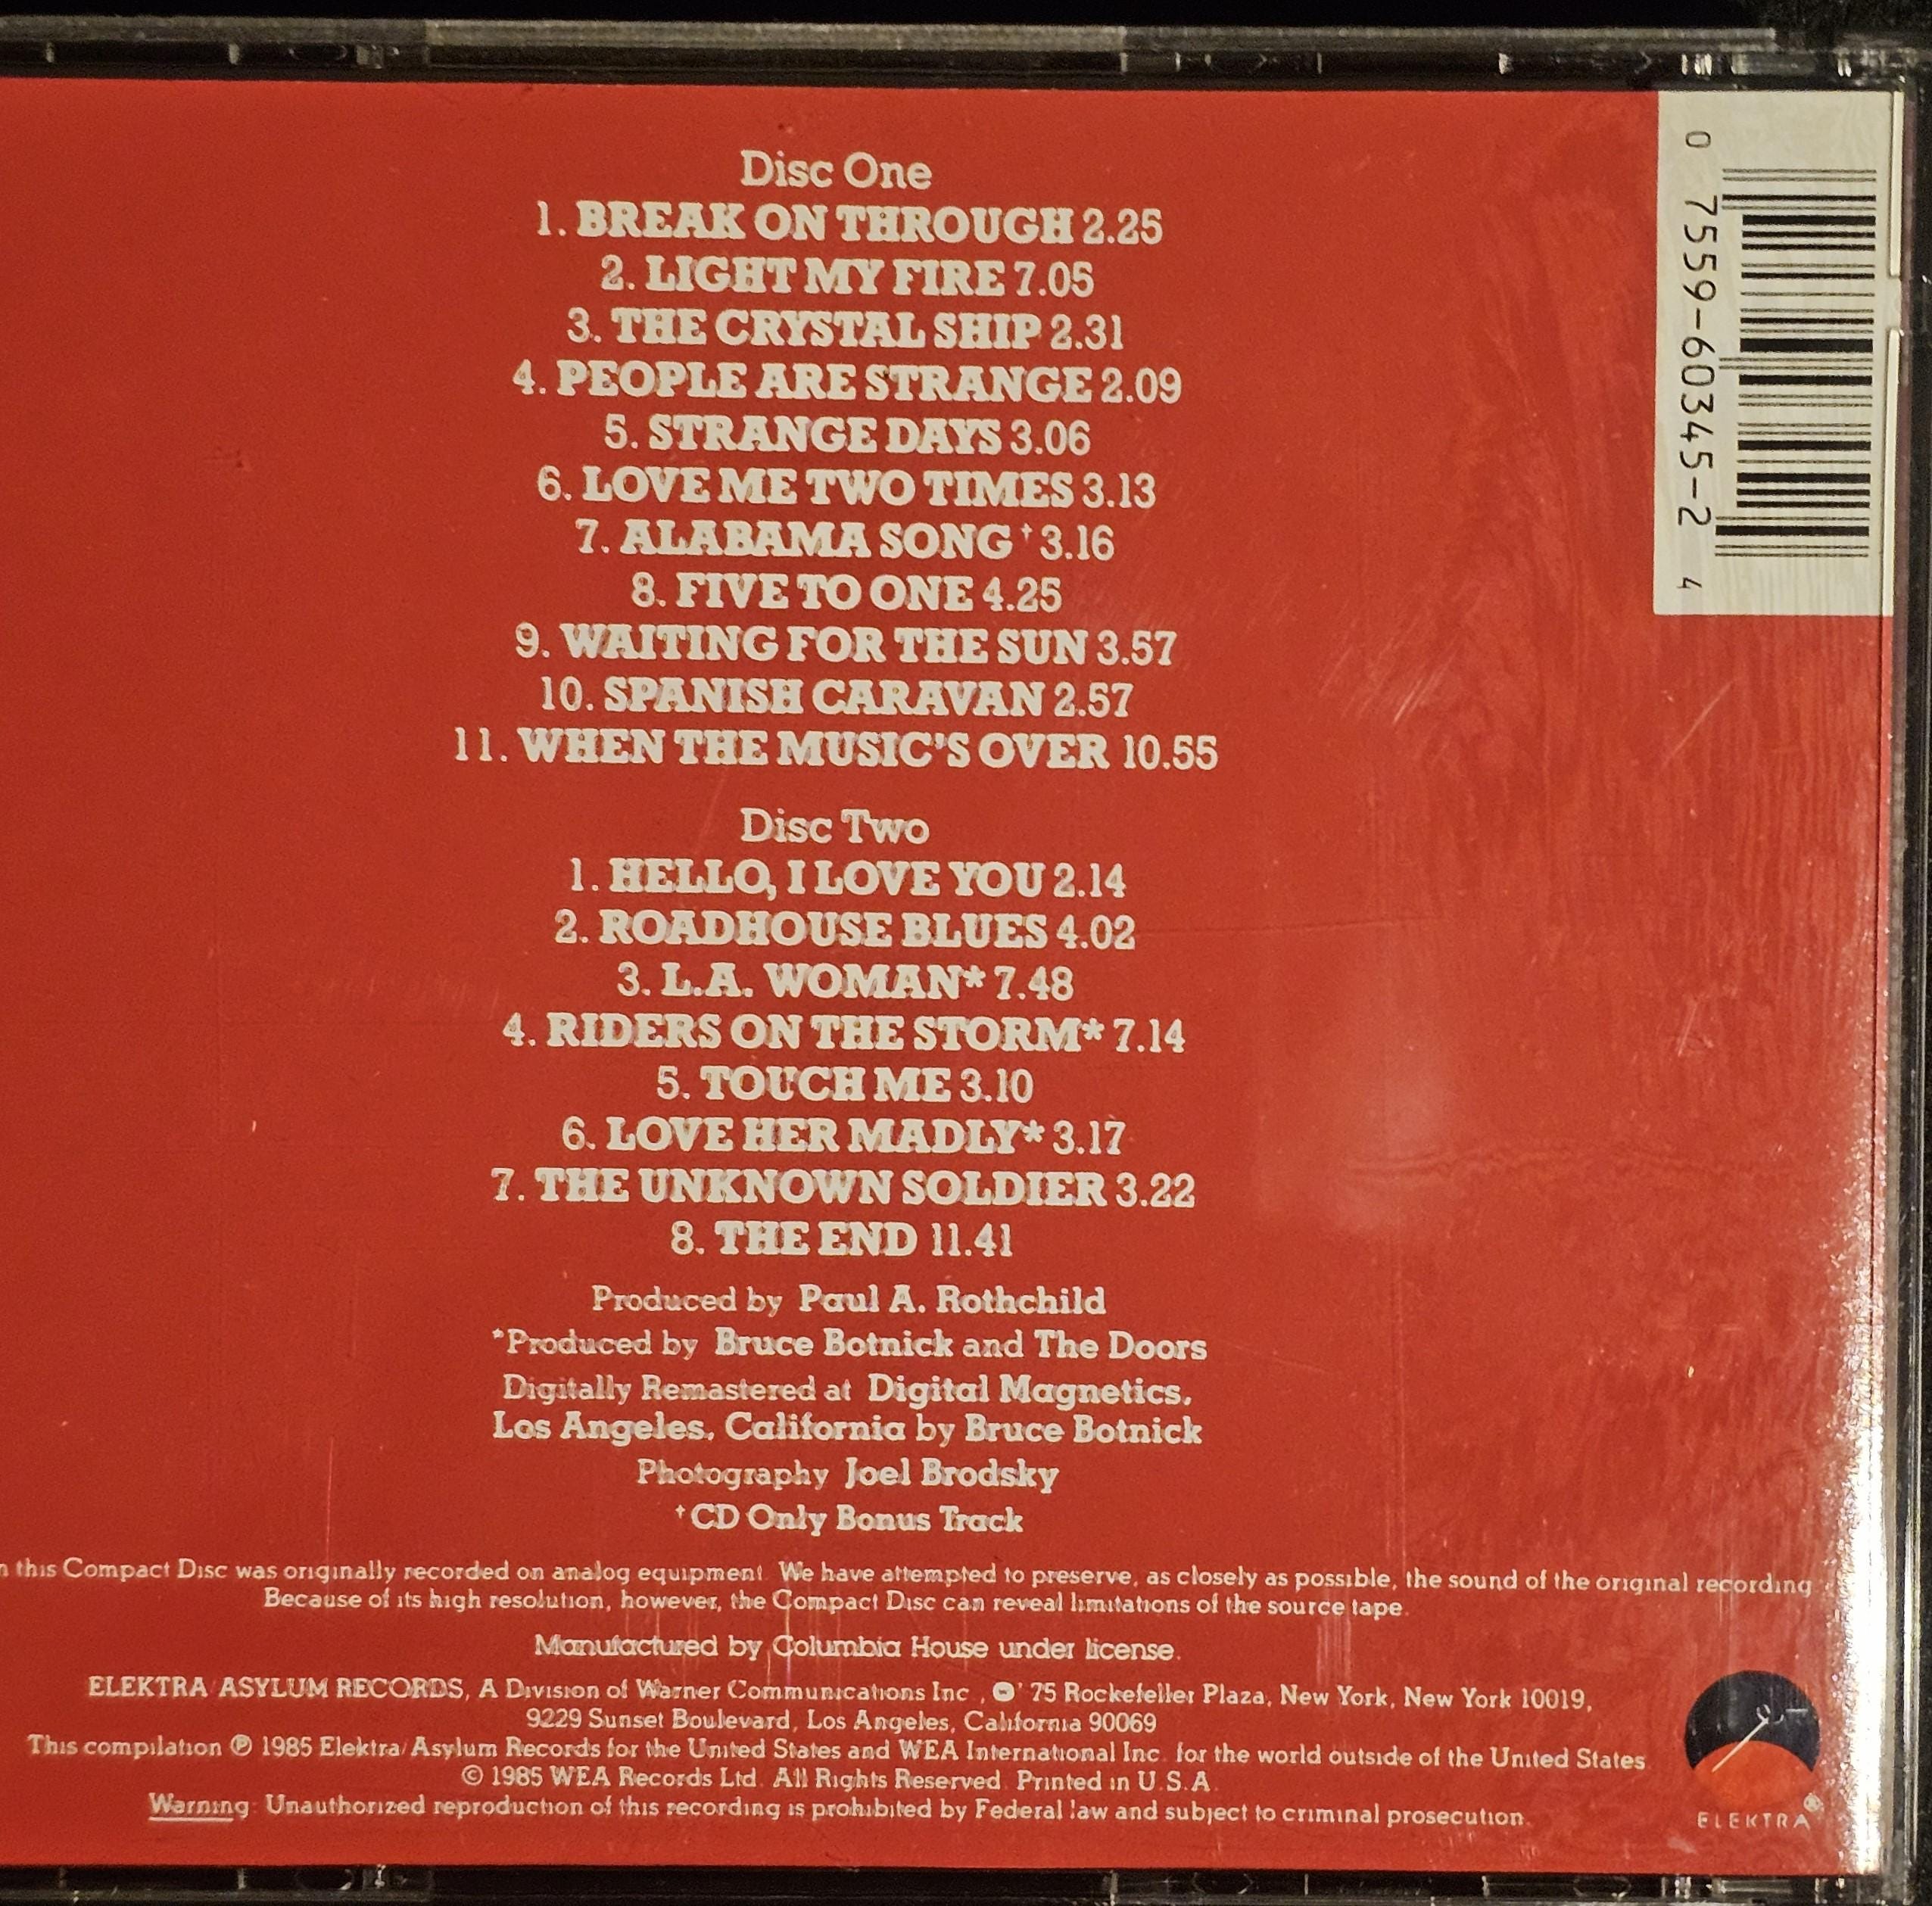 Disc One
1. BREAK ON THROUGH 2.25
2. LIGHT MY FIRE 7.05
3. THE CRYSTAL SHIP 2.31
4. PEOPLE ARE STRANGE 2.09
5. STRANGE DAYS 3.06
6. LOVE ME TWO TIMES 3.13
7. ALABAMA SONG† 3.16
8. FIVE TO ONE 4.25
9. WAITING FOR THE SUN 3.57
10. SPANISH CARAVAN 2.57
11. WHEN THE MUSIC'S OVER 10.55
Disc Two
1. HELLO, I LOVE YOU 2.14
2. ROADHOUSE BLUES 4.02
3. L.A. WOMAN* 7.48
4. RIDERS ON THE STORM* 7.14
5. TOUCH ME 3.10
6. LOVE HER MADLY* 3.17
7. THE UNKNOWN SOLDIER 3.22
8. THE END 11.41
Produced by Paul A. Rothchild
*Produced by Bruce Botnick and The Doors
Digitally Remastered at Digital Magnetics,
Los Angeles, California by Bruce Botnick
Photography Joel Brodsky
†CD Only Bonus Track
this Compact Disc was originally recorded on analog equipment. We have attempted to preserve, as closely as possible, the sound of the original recording
Because of its high resolution, however, the Compact Disc can reveal limitations of the source tape.
Manufactured by Columbia House under license.
ELEKTRA/ASYLUM RECORDS, A Division of Warner Communications Inc., 75 Rockefeller Plaza, New York, New York 10019,
9229 Sunset Boulevard, Los Angeles, California 90069
This compilation ℗ 1985 Elektra/Asylum Records for the United States and WEA International Inc. for the world outside of the United States
© 1985 WEA Records Ltd. All Rights Reserved. Printed in U.S.A.
Warning: Unauthorized reproduction of this recording is prohibited by Federal law and subject to criminal prosecution.
0 7559-60345-2 4
ELEKTRA®